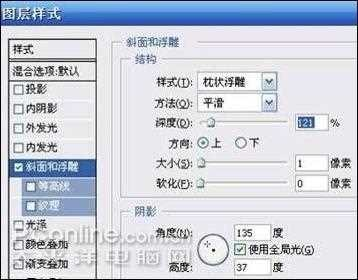 图层样式
样式
混合选项:默认
投影
内阴影
外发光
内发光
斜面和浮雕
等高线
纹理
光泽
颜色叠加
渐变叠加
斜面和浮雕
结构
样式(T): 枕状浮雕
方法(Q): 平滑
深度(D): 121 %
方向: 上 下
大小(S): 1 像素
软化(F): 0 像素
阴影
角度(N): 135 度
使用全局光(G)
高度: 37 度
PConline.com.cn
太平洋电脑网